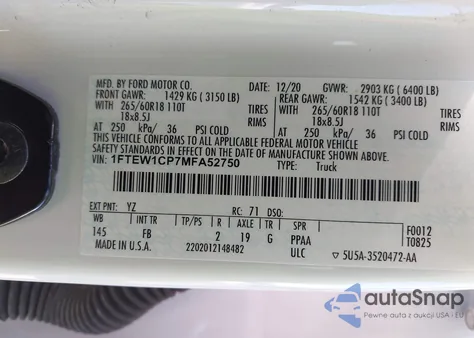 MFD. BY FORD MOTOR CO. 12/20 GVWR: 2903 KG ( 6400 LB)
FRONT GAWR: 1429 KG ( 3150 LB) REAR GAWR: 1542 KG ( 3400 LB)
WITH 265/60R18 110T TIRES WITH 265/60R18 110T TIRES
18x8.5J RIMS 18x8.5J RIMS
AT 250 kPa/ 36 PSI COLD AT 250 kPa/ 36 PSI COLD
THIS VEHICLE CONFORMS TO ALL APPLICABLE FEDERAL MOTOR VEHICLE
SAFETY STANDARDS IN EFFECT ON THE DATE OF MANUFACTURE SHOWN ABOVE
VIN: 1FTEW1CP7MFA52750 TYPE: Truck
EXT PNT: YZ RC: 71 DSO: F0012
WB INT TR TP/PS R AXLE TR SPR T0825
145 FB 2 19 G PPAA
MADE IN U.S.A. 2202012148482 ULC 5U5A-3520472-AA
autoSnap
Pewne auta z aukcji USA - EU